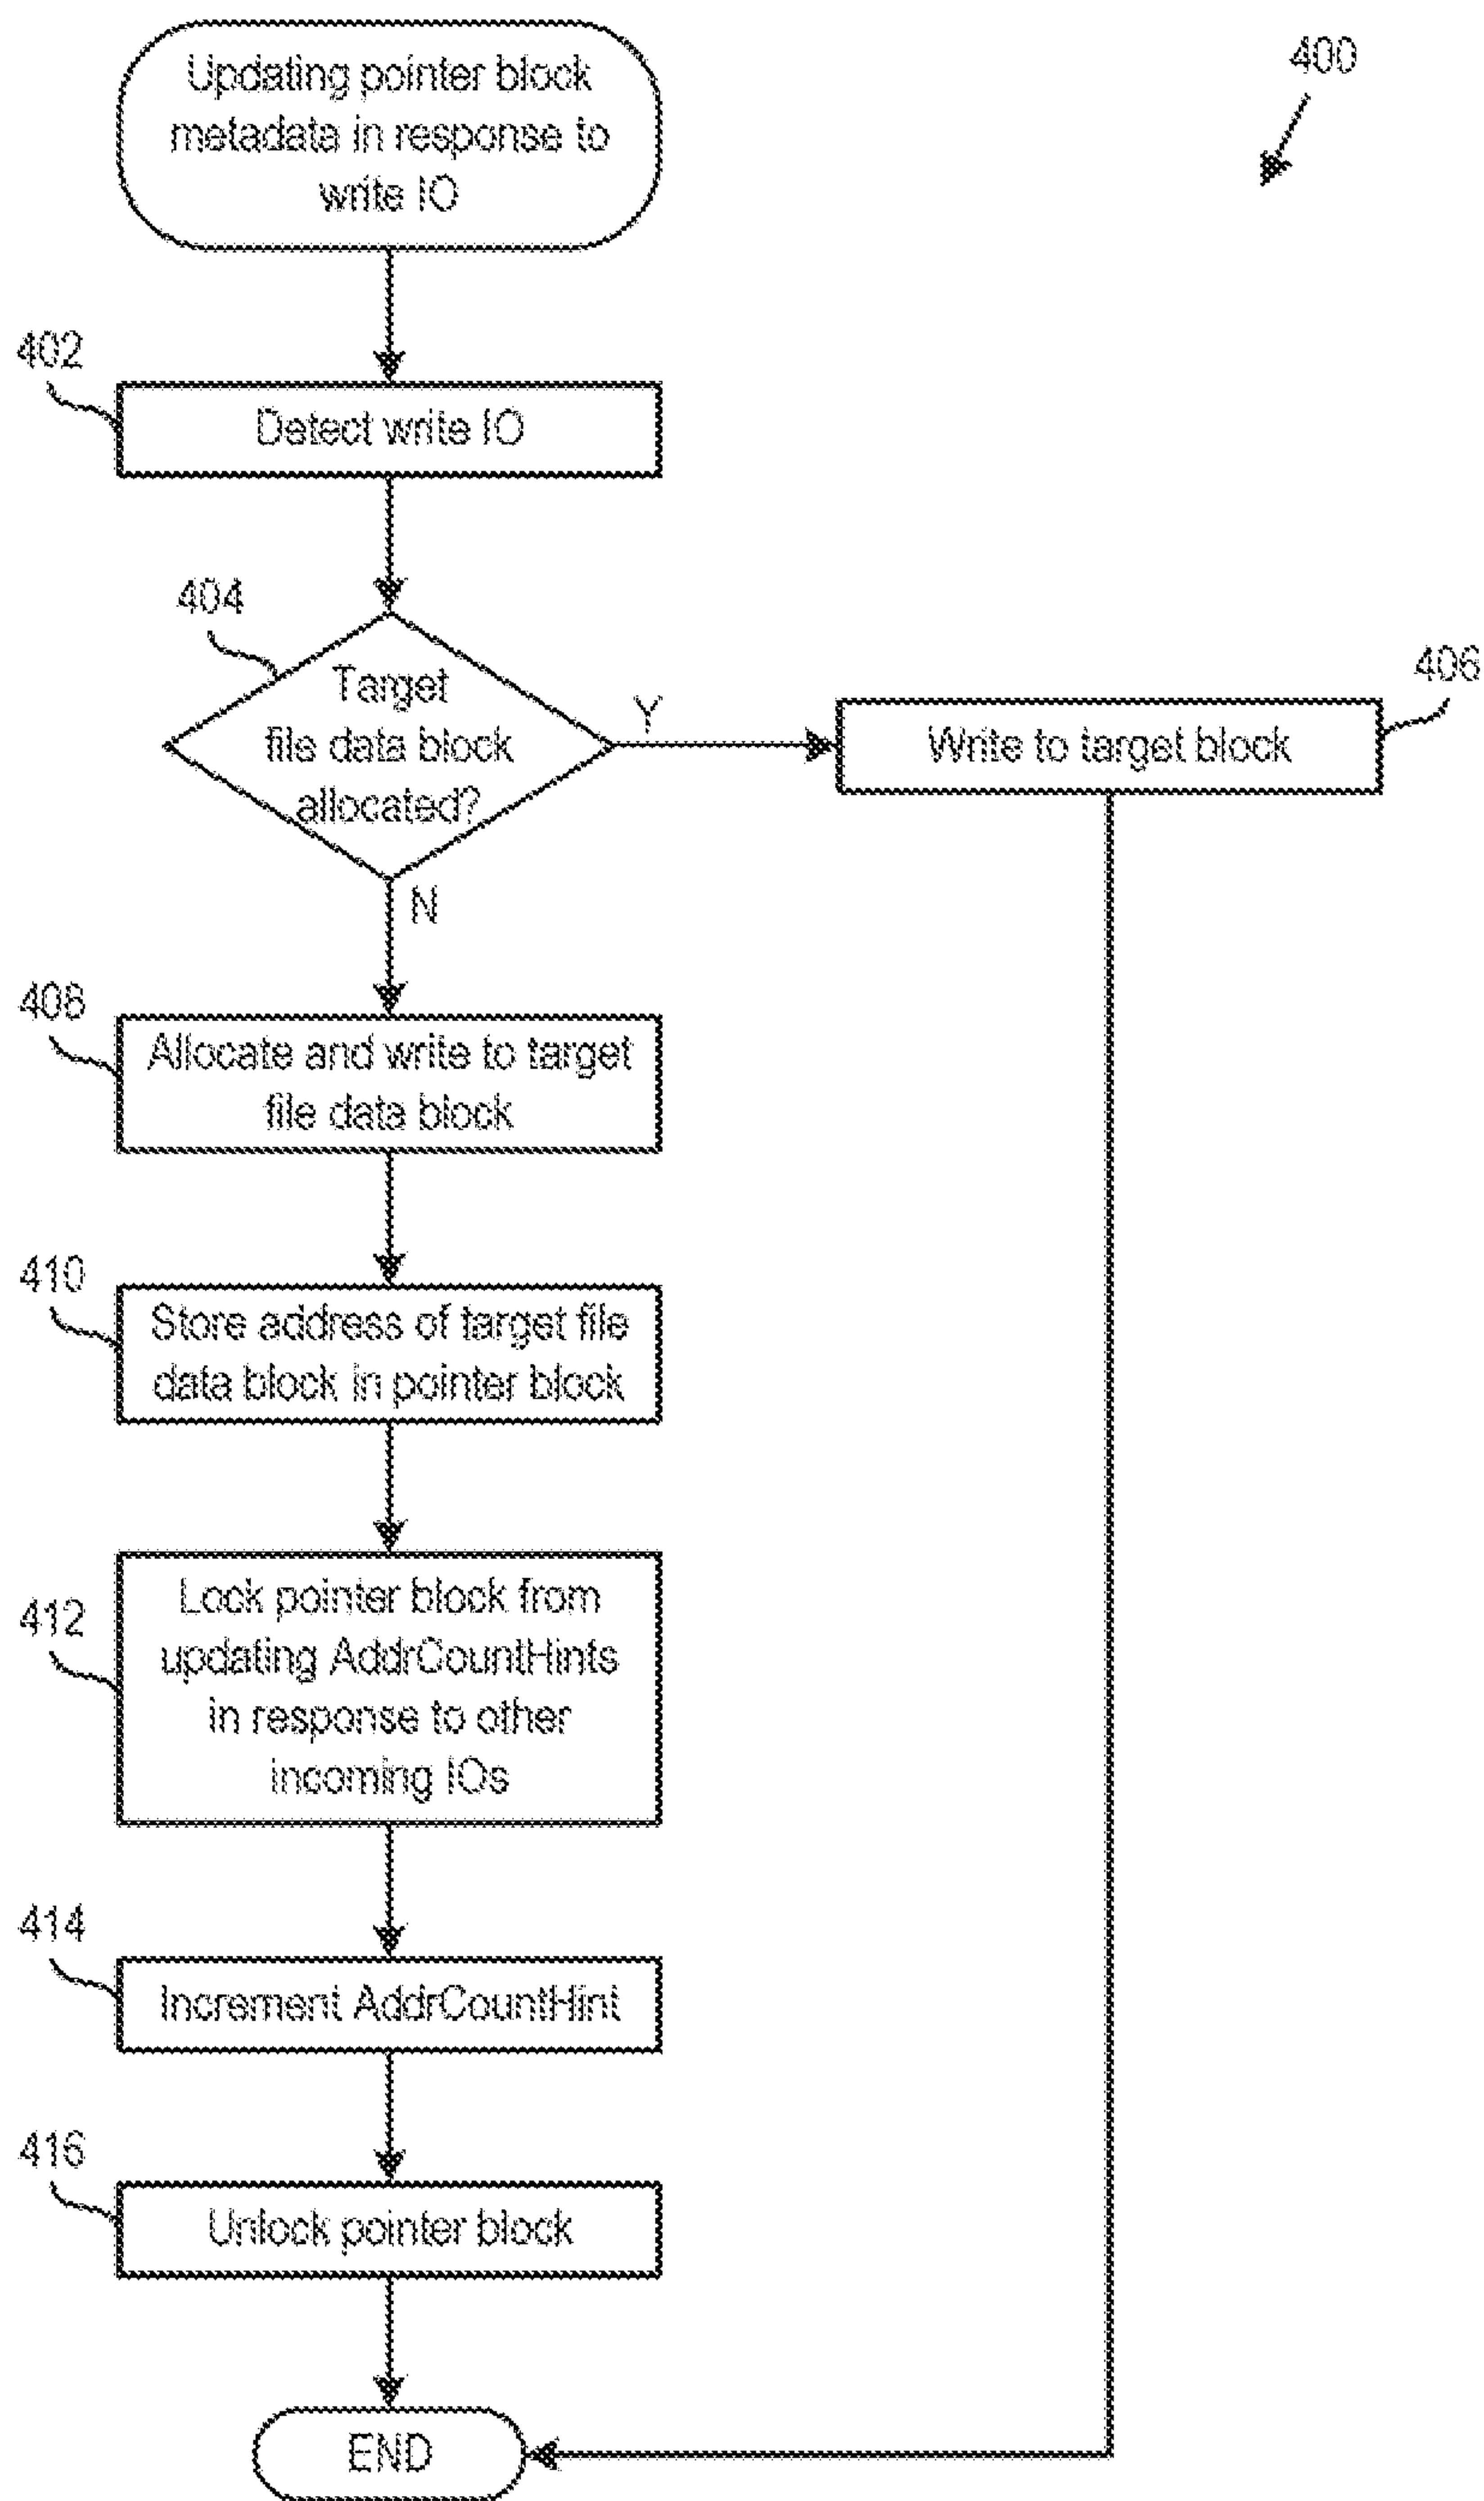 400
Updating pointer block
metadata in response to
write IO
402
Detect write IO
404
Target
file data block
allocated?
Y
406
Write to target block
N
408
Allocate and write to target
file data block
410
Store address of target file
data block in pointer block
412
Lock pointer block from
updating AddrCountHints
in response to other
incoming IOs
414
Increment AddrCountHint
416
Unlock pointer block
END